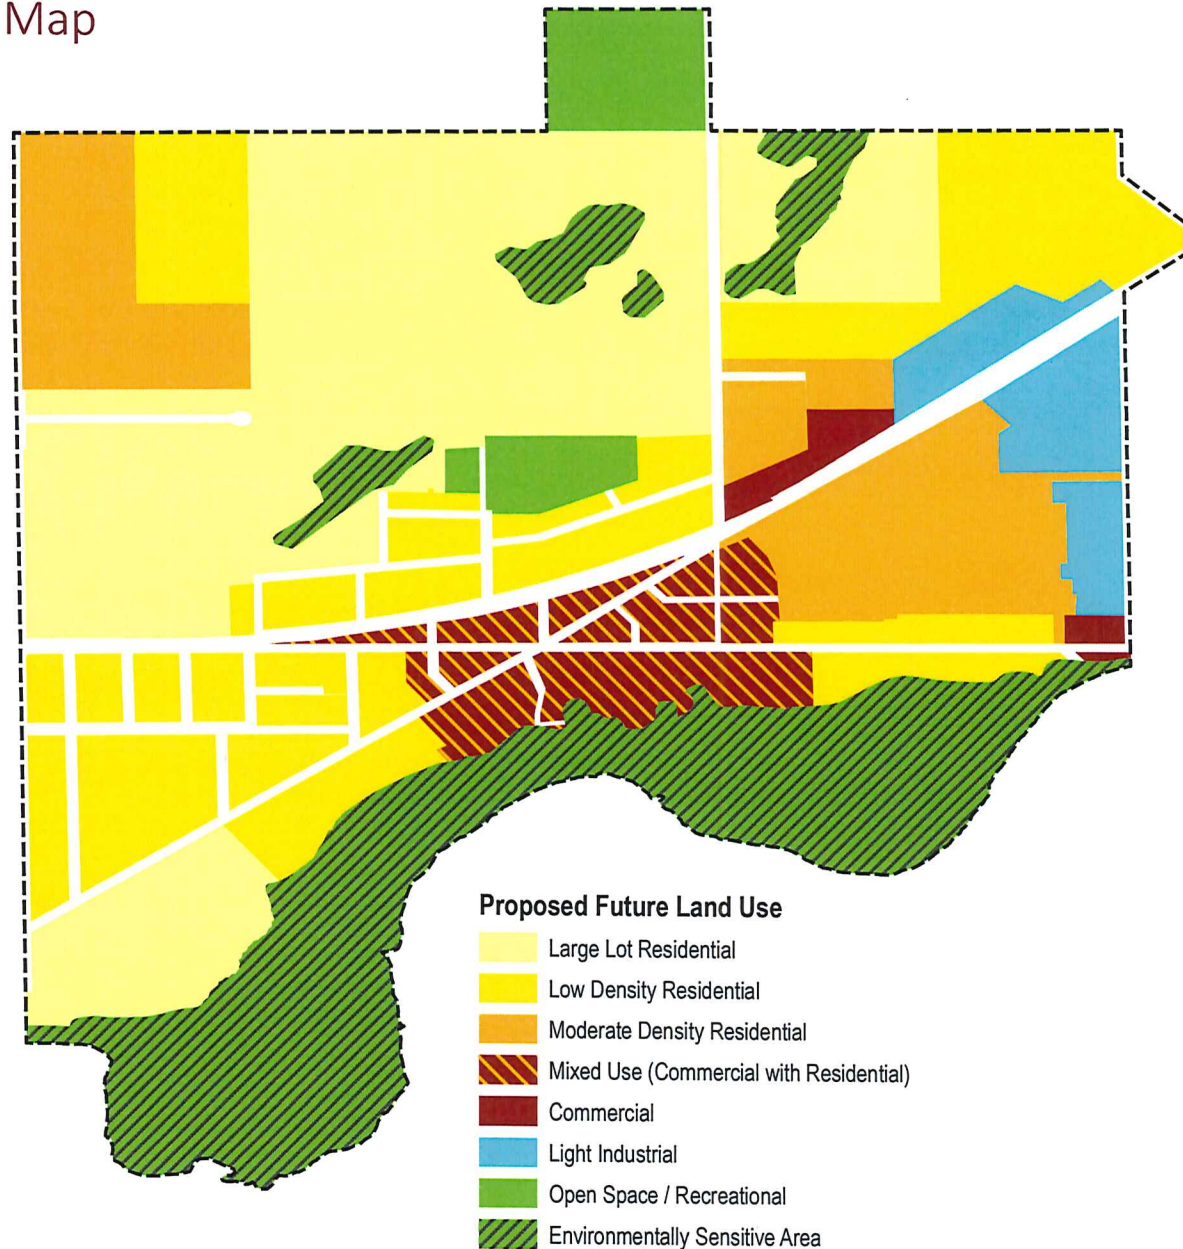 Map
Proposed Future Land Use
Large Lot Residential
Low Density Residential
Moderate Density Residential
Mixed Use (Commercial with Residential)
Commercial
Light Industrial
Open Space / Recreational
Environmentally Sensitive Area